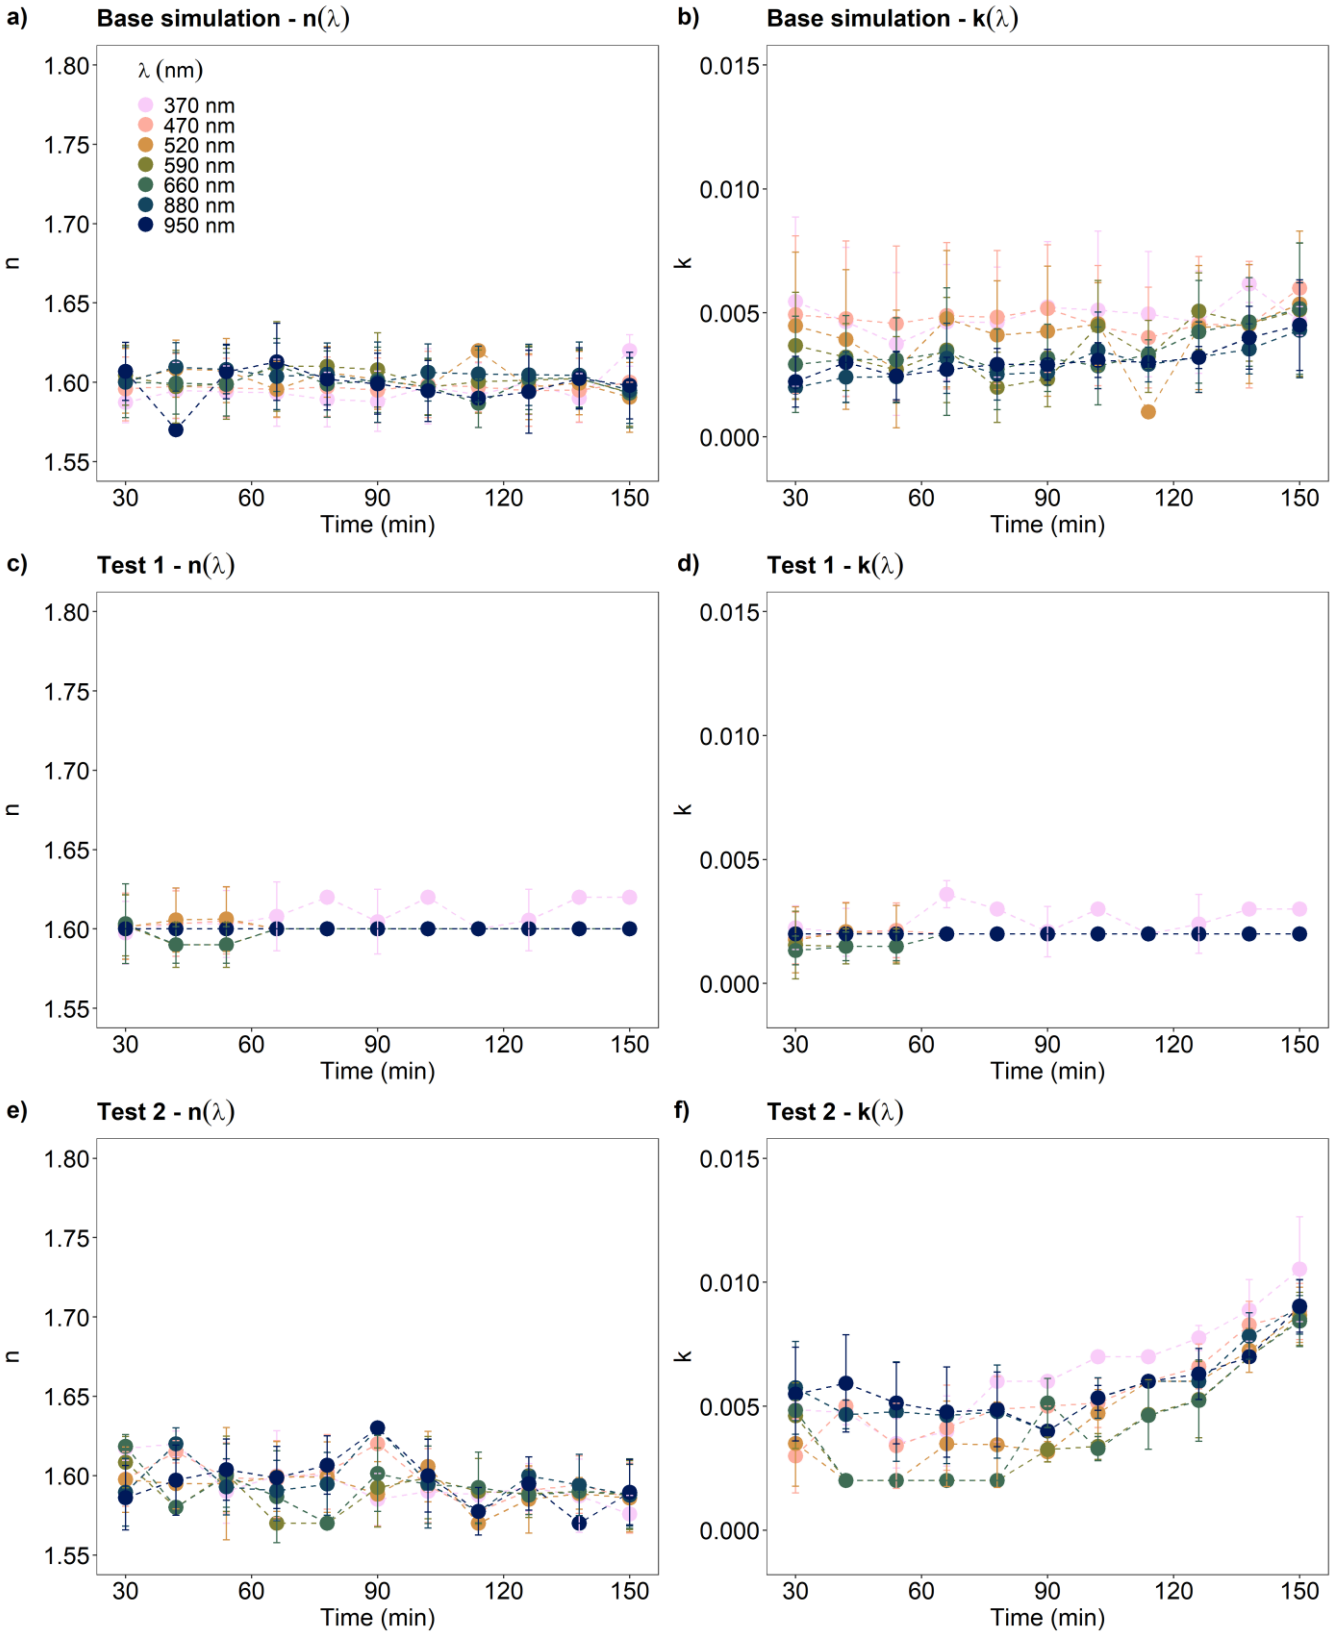 a) Base simulation - n(λ)
n
1.80
1.75
1.70
1.65
1.60
1.55
λ (nm)
370 nm
470 nm
520 nm
590 nm
660 nm
880 nm
950 nm
30 60 90 120 150
Time (min)
b) Base simulation - k(λ)
k
0.015
0.010
0.005
0.000
30 60 90 120 150
Time (min)
c) Test 1 - n(λ)
n
1.80
1.75
1.70
1.65
1.60
1.55
30 60 90 120 150
Time (min)
d) Test 1 - k(λ)
k
0.015
0.010
0.005
0.000
30 60 90 120 150
Time (min)
e) Test 2 - n(λ)
n
1.80
1.75
1.70
1.65
1.60
1.55
30 60 90 120 150
Time (min)
f) Test 2 - k(λ)
k
0.015
0.010
0.005
0.000
30 60 90 120 150
Time (min)